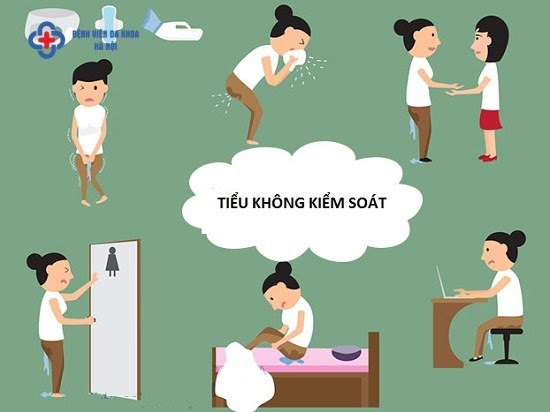 BỆNH VIỆN ĐA KHOA
HÀ NỘI
TIỂU KHÔNG KIỂM SOÁT